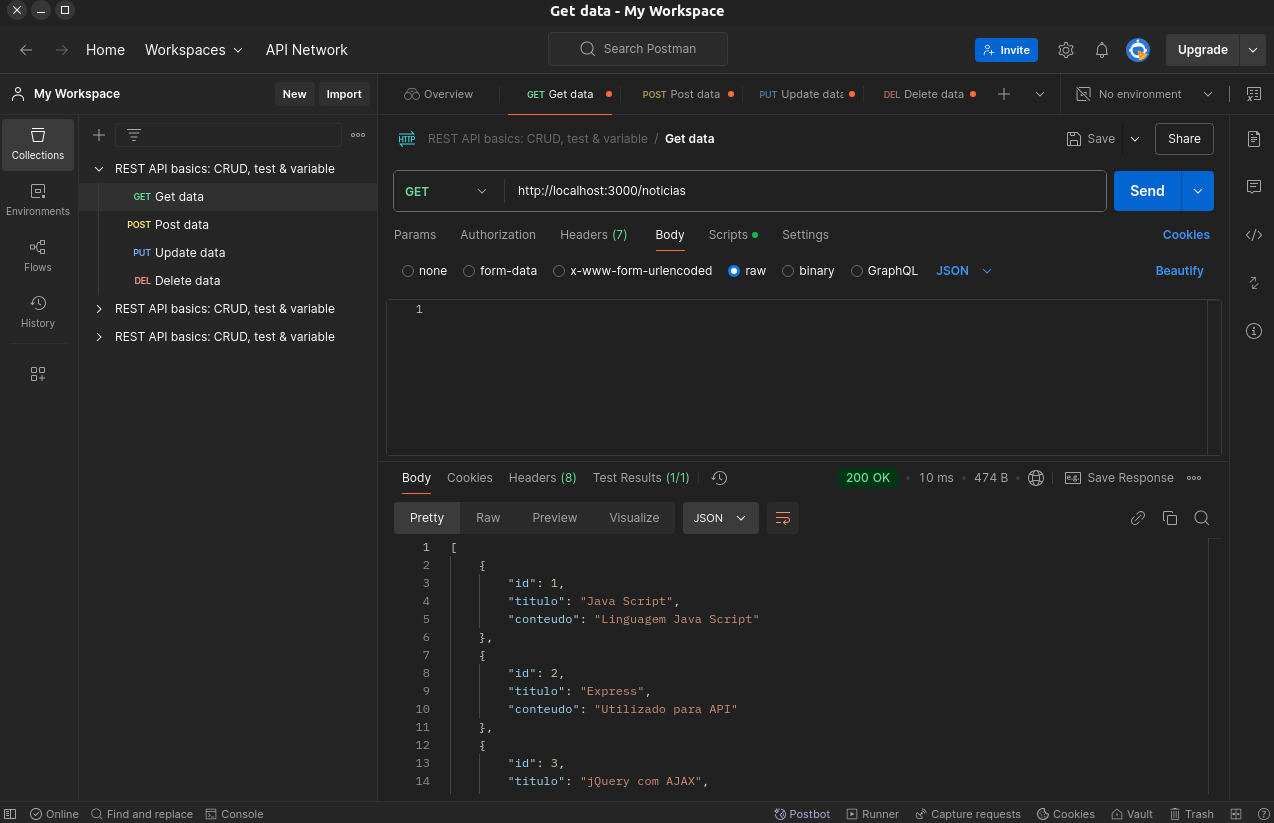 Get data - My Workspace
Home Workspaces API Network Search Postman Invite Upgrade
My Workspace New Import
Overview GET Get data POST Post data PUT Update data DEL Delete data No environment
Collections
Environments
Flows
History
REST API basics: CRUD, test & variable
GET Get data
POST Post data
PUT Update data
DEL Delete data
REST API basics: CRUD, test & variable
REST API basics: CRUD, test & variable
HTTP REST API basics: CRUD, test & variable / Get data Save Share
GET http://localhost:3000/noticias Send
Params Authorization Headers (7) Body Scripts Settings Cookies
none form-data x-www-form-urlencoded raw binary GraphQL JSON Beautify
1
Body Cookies Headers (8) Test Results (1/1) 200 OK • 10 ms • 474 B • e.g. Save Response
Pretty Raw Preview Visualize JSON
1 [
2 {
3 "id": 1,
4 "titulo": "Java Script",
5 "conteudo": "Linguagem Java Script"
6 },
7 {
8 "id": 2,
9 "titulo": "Express",
10 "conteudo": "Utilizado para API"
11 },
12 {
13 "id": 3,
14 "titulo": "jQuery com AJAX",
Online Find and replace Console Postbot Runner Capture requests Cookies Vault Trash